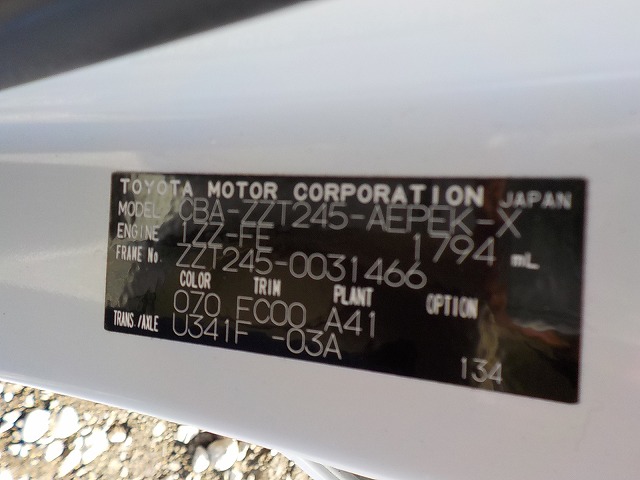 TOYOTA MOTOR CORPORATION JAPAN
MODEL CBA-ZZT245-AEPEK-X
ENGINE 1ZZ-FE 1794 mL
FRAME No. ZZT245-0031466
COLOR TRIM PLANT OPTION
070 FC00 A41
TRANS./AXLE U341F -03A
134